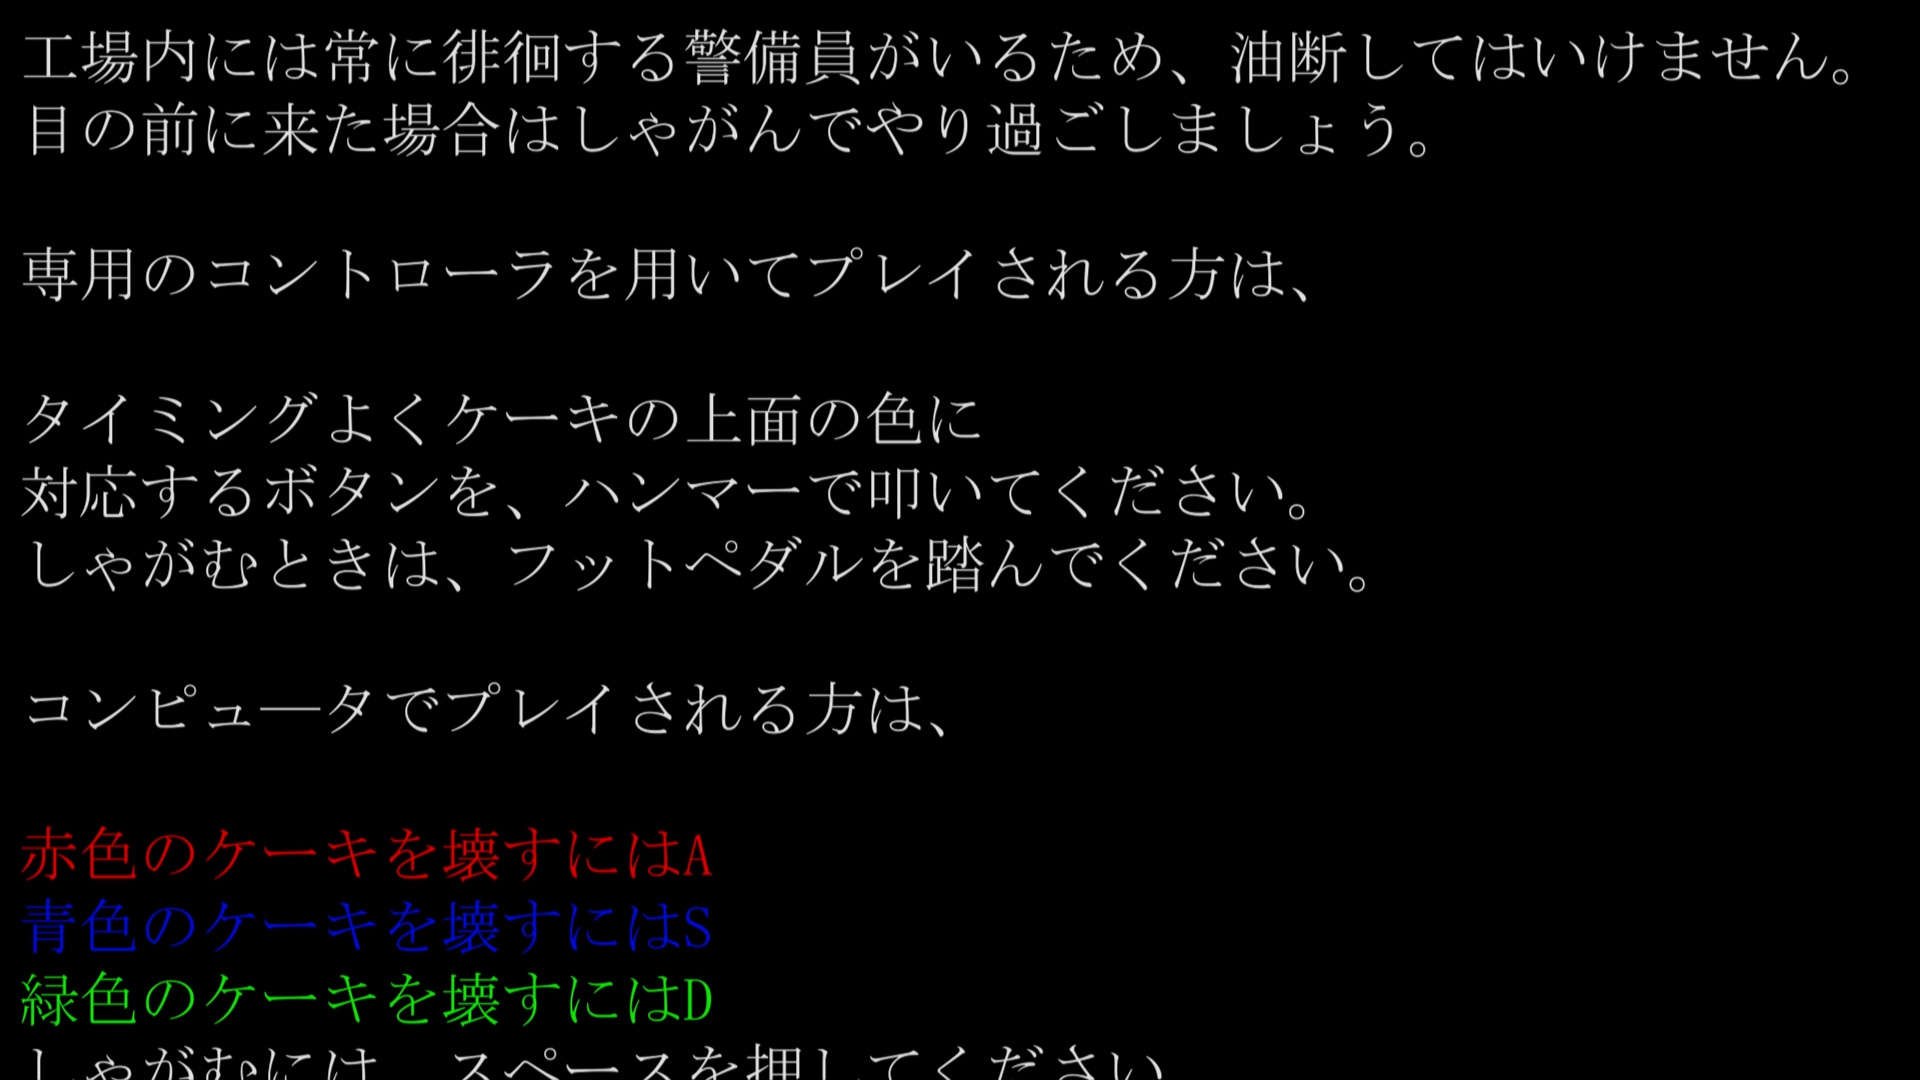 工場内には常に徘徊する警備員がいるため、油断してはいけません。
目の前に来た場合はしゃがんでやり過ごしましょう。
専用のコントローラを用いてプレイされる方は、
タイミングよくケーキの上面の色に
対応するボタンを、ハンマーで叩いてください。
しゃがむときは、フットペダルを踏んでください。
コンピュ―タでプレイされる方は、
赤色のケーキを壊すにはA
青色のケーキを壊すにはS
緑色のケーキを壊すにはD
しゃがむには、スペースを押してください